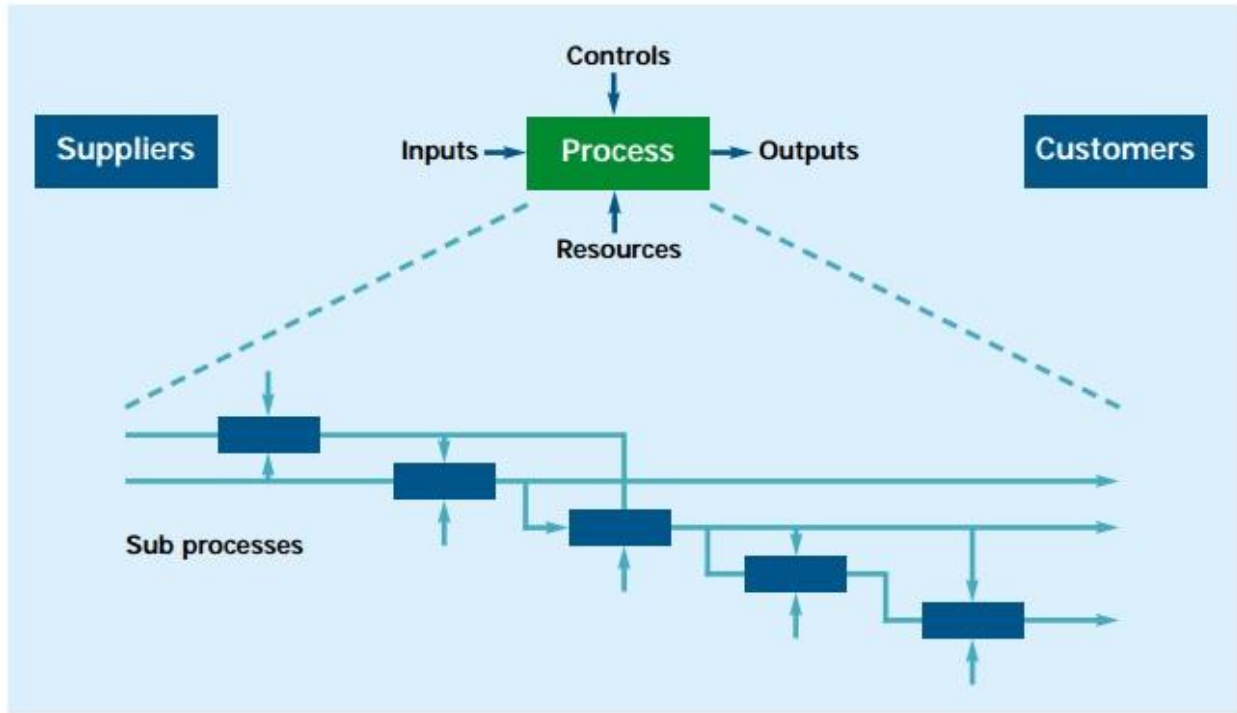 Controls
Suppliers
Inputs
Process
Outputs
Customers
Resources
Sub processes